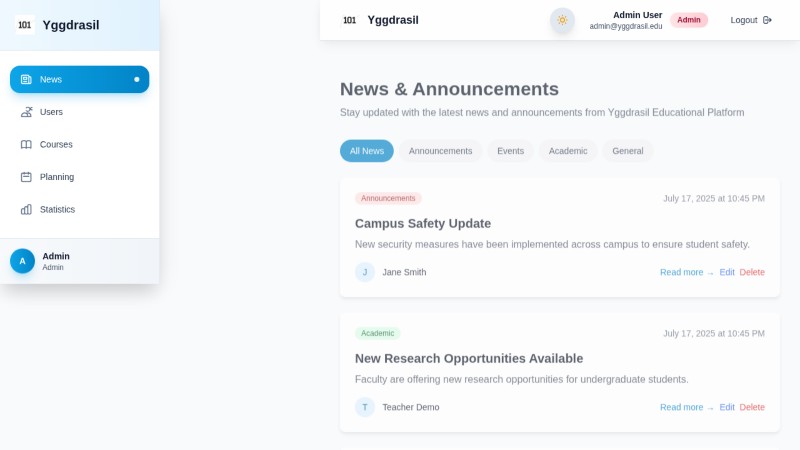 101 Yggdrasil
News
Users
Courses
Planning
Statistics
A
Admin
Admin
101 Yggdrasil
Admin User
admin@yggdrasil.edu
Admin
Logout
News & Announcements
Stay updated with the latest news and announcements from Yggdrasil Educational Platform
All News Announcements Events Academic General
Announcements July 17, 2025 at 10:45 PM
Campus Safety Update
New security measures have been implemented across campus to ensure student safety.
J Jane Smith Read more → Edit Delete
Academic July 17, 2025 at 10:45 PM
New Research Opportunities Available
Faculty are offering new research opportunities for undergraduate students.
T Teacher Demo Read more → Edit Delete